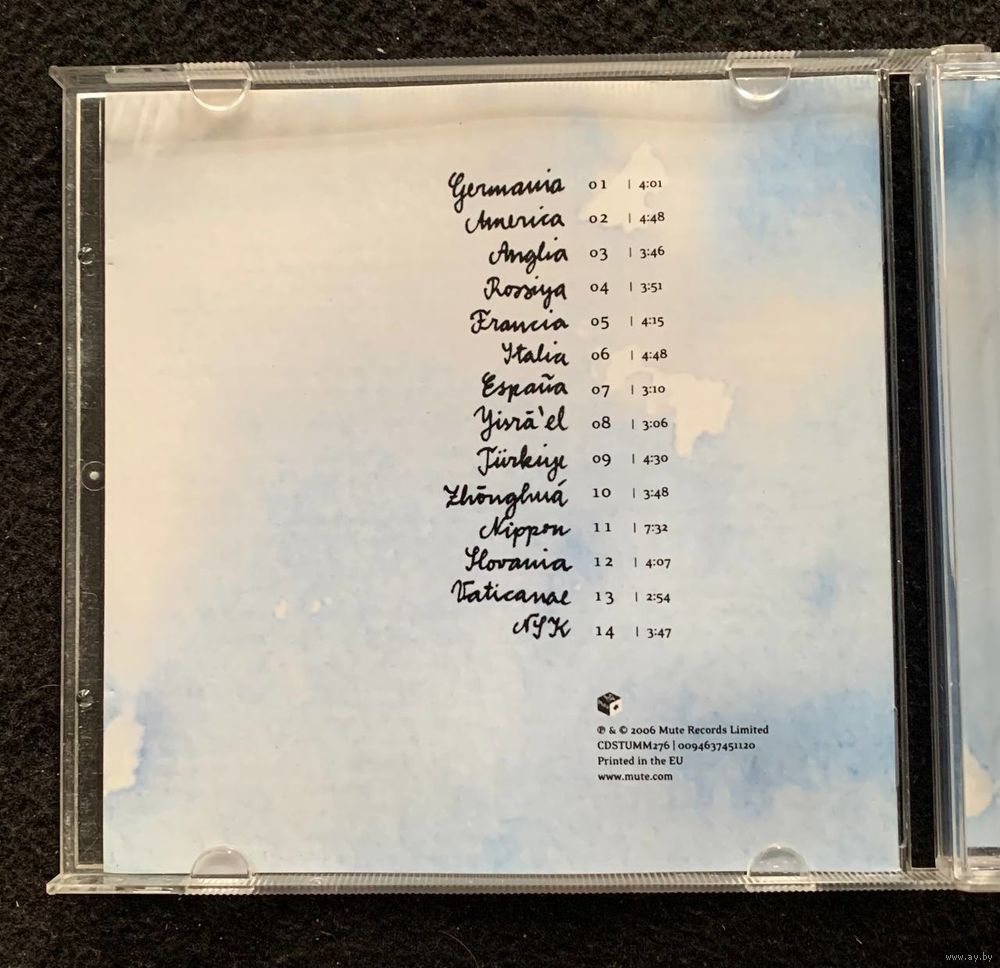 Germania 01 | 4:01
America 02 | 4:48
Anglia 03 | 3:46
Rossiya 04 | 3:51
Francia 05 | 4:15
Italia 06 | 4:48
España 07 | 3:10
Yisrā'el 08 | 3:06
Türkiye 09 | 4:30
Zhōnghuá 10 | 3:48
Nippon 11 | 7:32
Slovania 12 | 4:07
Vaticanae 13 | 2:54
NSK 14 | 3:47
℗ & © 2006 Mute Records Limited
CDSTUMM276 | 0094637451120
Printed in the EU
www.mute.com
www.ay.by